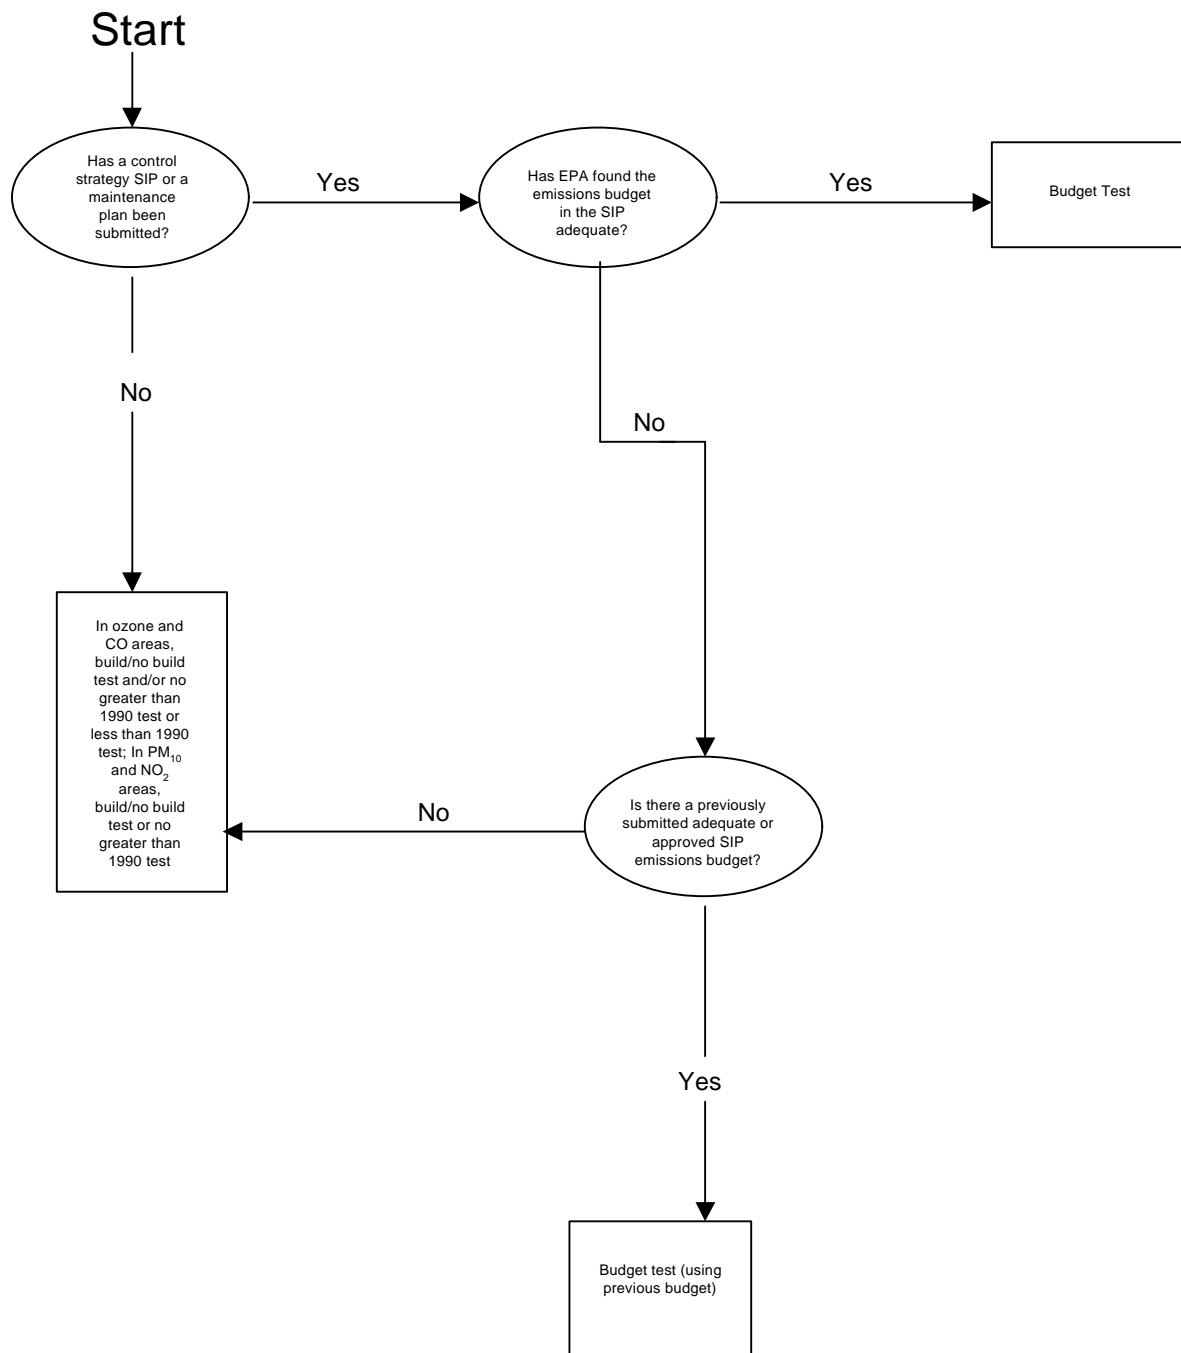 Start
Has a control
strategy SIP or a
maintenance
plan been
submitted?
Yes
Has EPA found the
emissions budget
in the SIP
adequate?
Yes
Budget Test
No
No
In ozone and
CO areas,
build/no build
test and/or no
greater than
1990 test or
less than 1990
test; In PM10
and NO2
areas,
build/no build
test or no
greater than
1990 test
No
Is there a previously
submitted adequate or
approved SIP
emissions budget?
Yes
Budget test (using
previous budget)